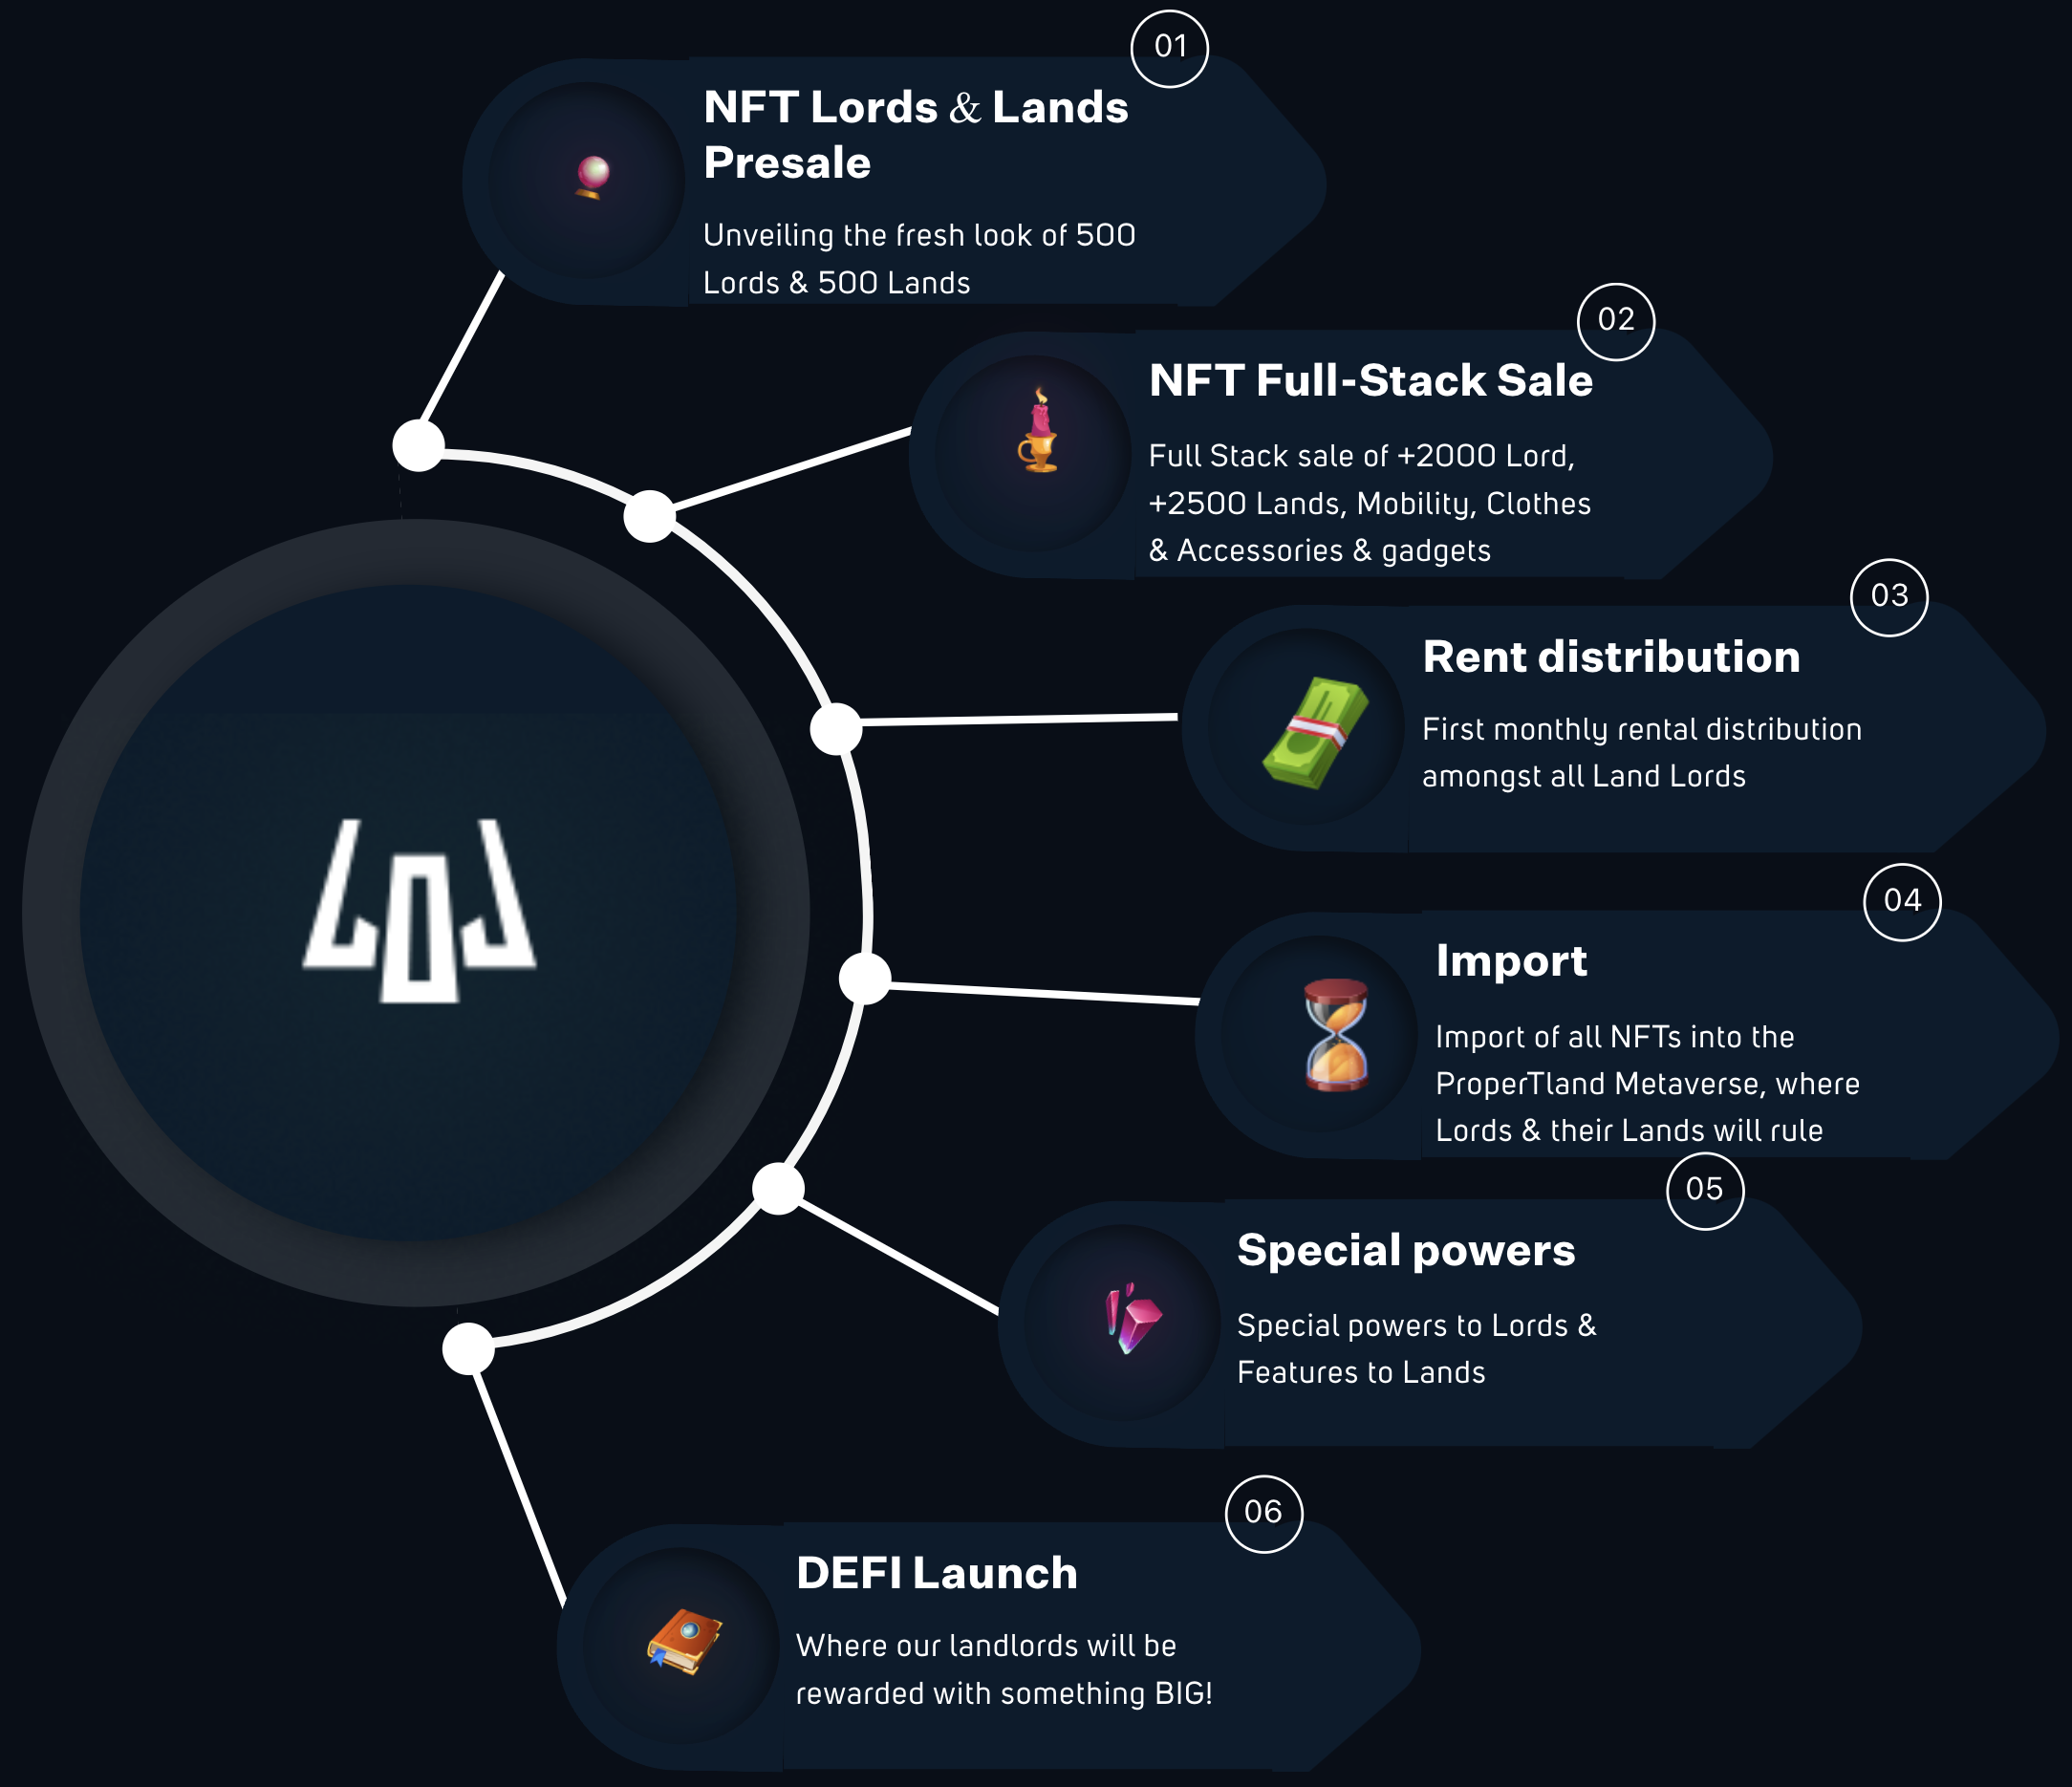 01
NFT Lords & Lands
Presale
Unveiling the fresh look of 500
Lords & 500 Lands
02
NFT Full-Stack Sale
Full Stack sale of +2000 Lord,
+2500 Lands, Mobility, Clothes
& Accessories & gadgets
03
Rent distribution
First monthly rental distribution
amongst all Land Lords
04
Import
Import of all NFTs into the
ProperTland Metaverse, where
Lords & their Lands will rule
05
Special powers
Special powers to Lords &
Features to Lands
06
DEFI Launch
Where our landlords will be
rewarded with something BIG!